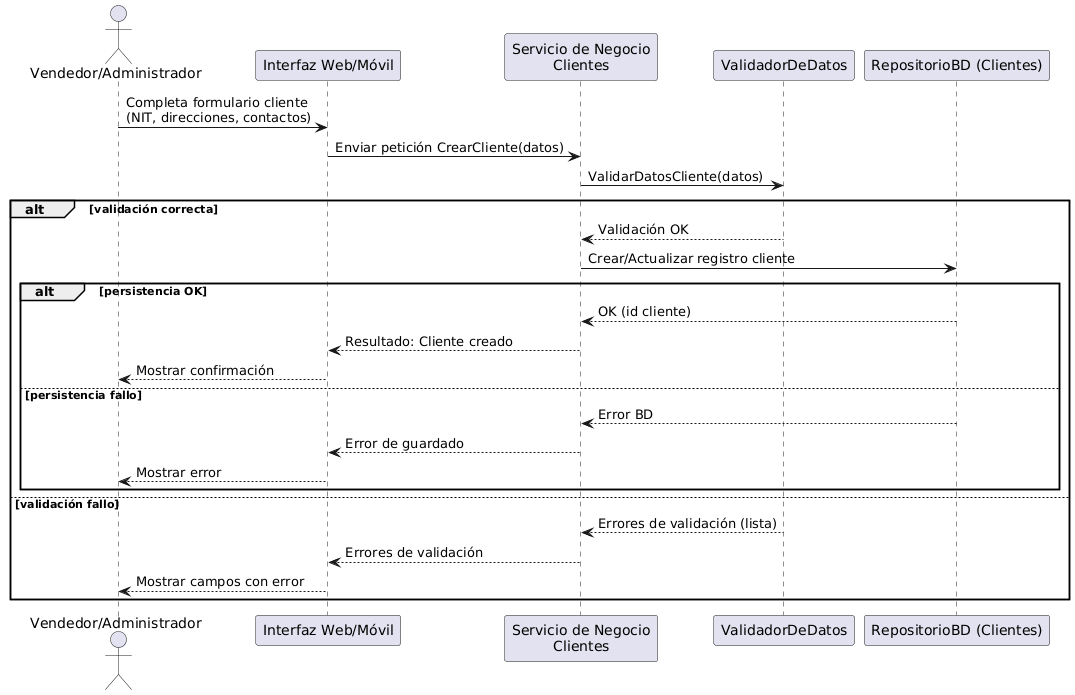 Vendedor/Administrador
Interfaz Web/Móvil
Servicio de Negocio
Clientes
ValidadorDeDatos
RepositorioBD (Clientes)
Completa formulario cliente
(NIT, direcciones, contactos)
Enviar petición CrearCliente(datos)
ValidarDatosCliente(datos)
alt [validación correcta]
Validación OK
Crear/Actualizar registro cliente
alt [persistencia OK]
OK (id cliente)
Resultado: Cliente creado
Mostrar confirmación
[persistencia fallo]
Error BD
Error de guardado
Mostrar error
[validación fallo]
Errores de validación (lista)
Errores de validación
Mostrar campos con error
Vendedor/Administrador
Interfaz Web/Móvil
Servicio de Negocio
Clientes
ValidadorDeDatos
RepositorioBD (Clientes)